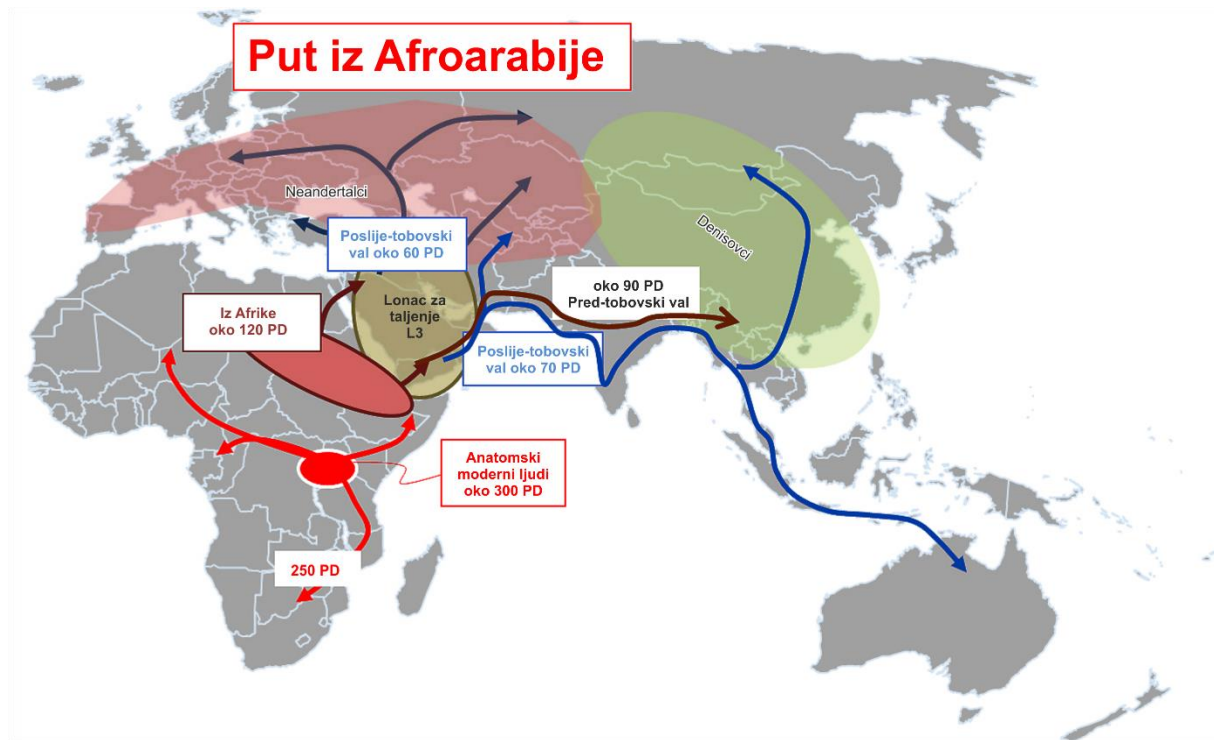 Put iz Afroarabije
Neandertalci
Poslije-tobovski
val oko 60 PD
Denisovci
Iz Afrike
oko 120 PD
Lonac za
taljenje
L3
oko 90 PD
Pred-tobovski val
Poslije-tobovski
val oko 70 PD
Anatomski
moderni ljudi
oko 300 PD
250 PD